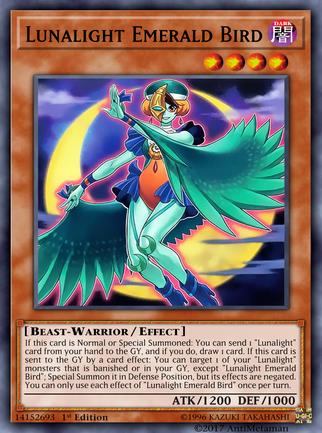 LUNALIGHT EMERALD BIRD
DARK
闇
[BEAST-WARRIOR / EFFECT]
If this card is Normal or Special Summoned: You can send 1 "Lunalight"
card from your hand to the GY, and if you do, draw 1 card. If this card is
sent to the GY by a card effect: You can target 1 of your "Lunalight"
monsters that is banished or in your GY, except "Lunalight Emerald
Bird"; Special Summon it in Defense Position, but its effects are negated.
You can only use each effect of "Lunalight Emerald Bird" once per turn.
ATK/1200 DEF/1000
14152693 1st Edition ©1996 KAZUKI TAKAHASHI
©2017 AntiMetaman